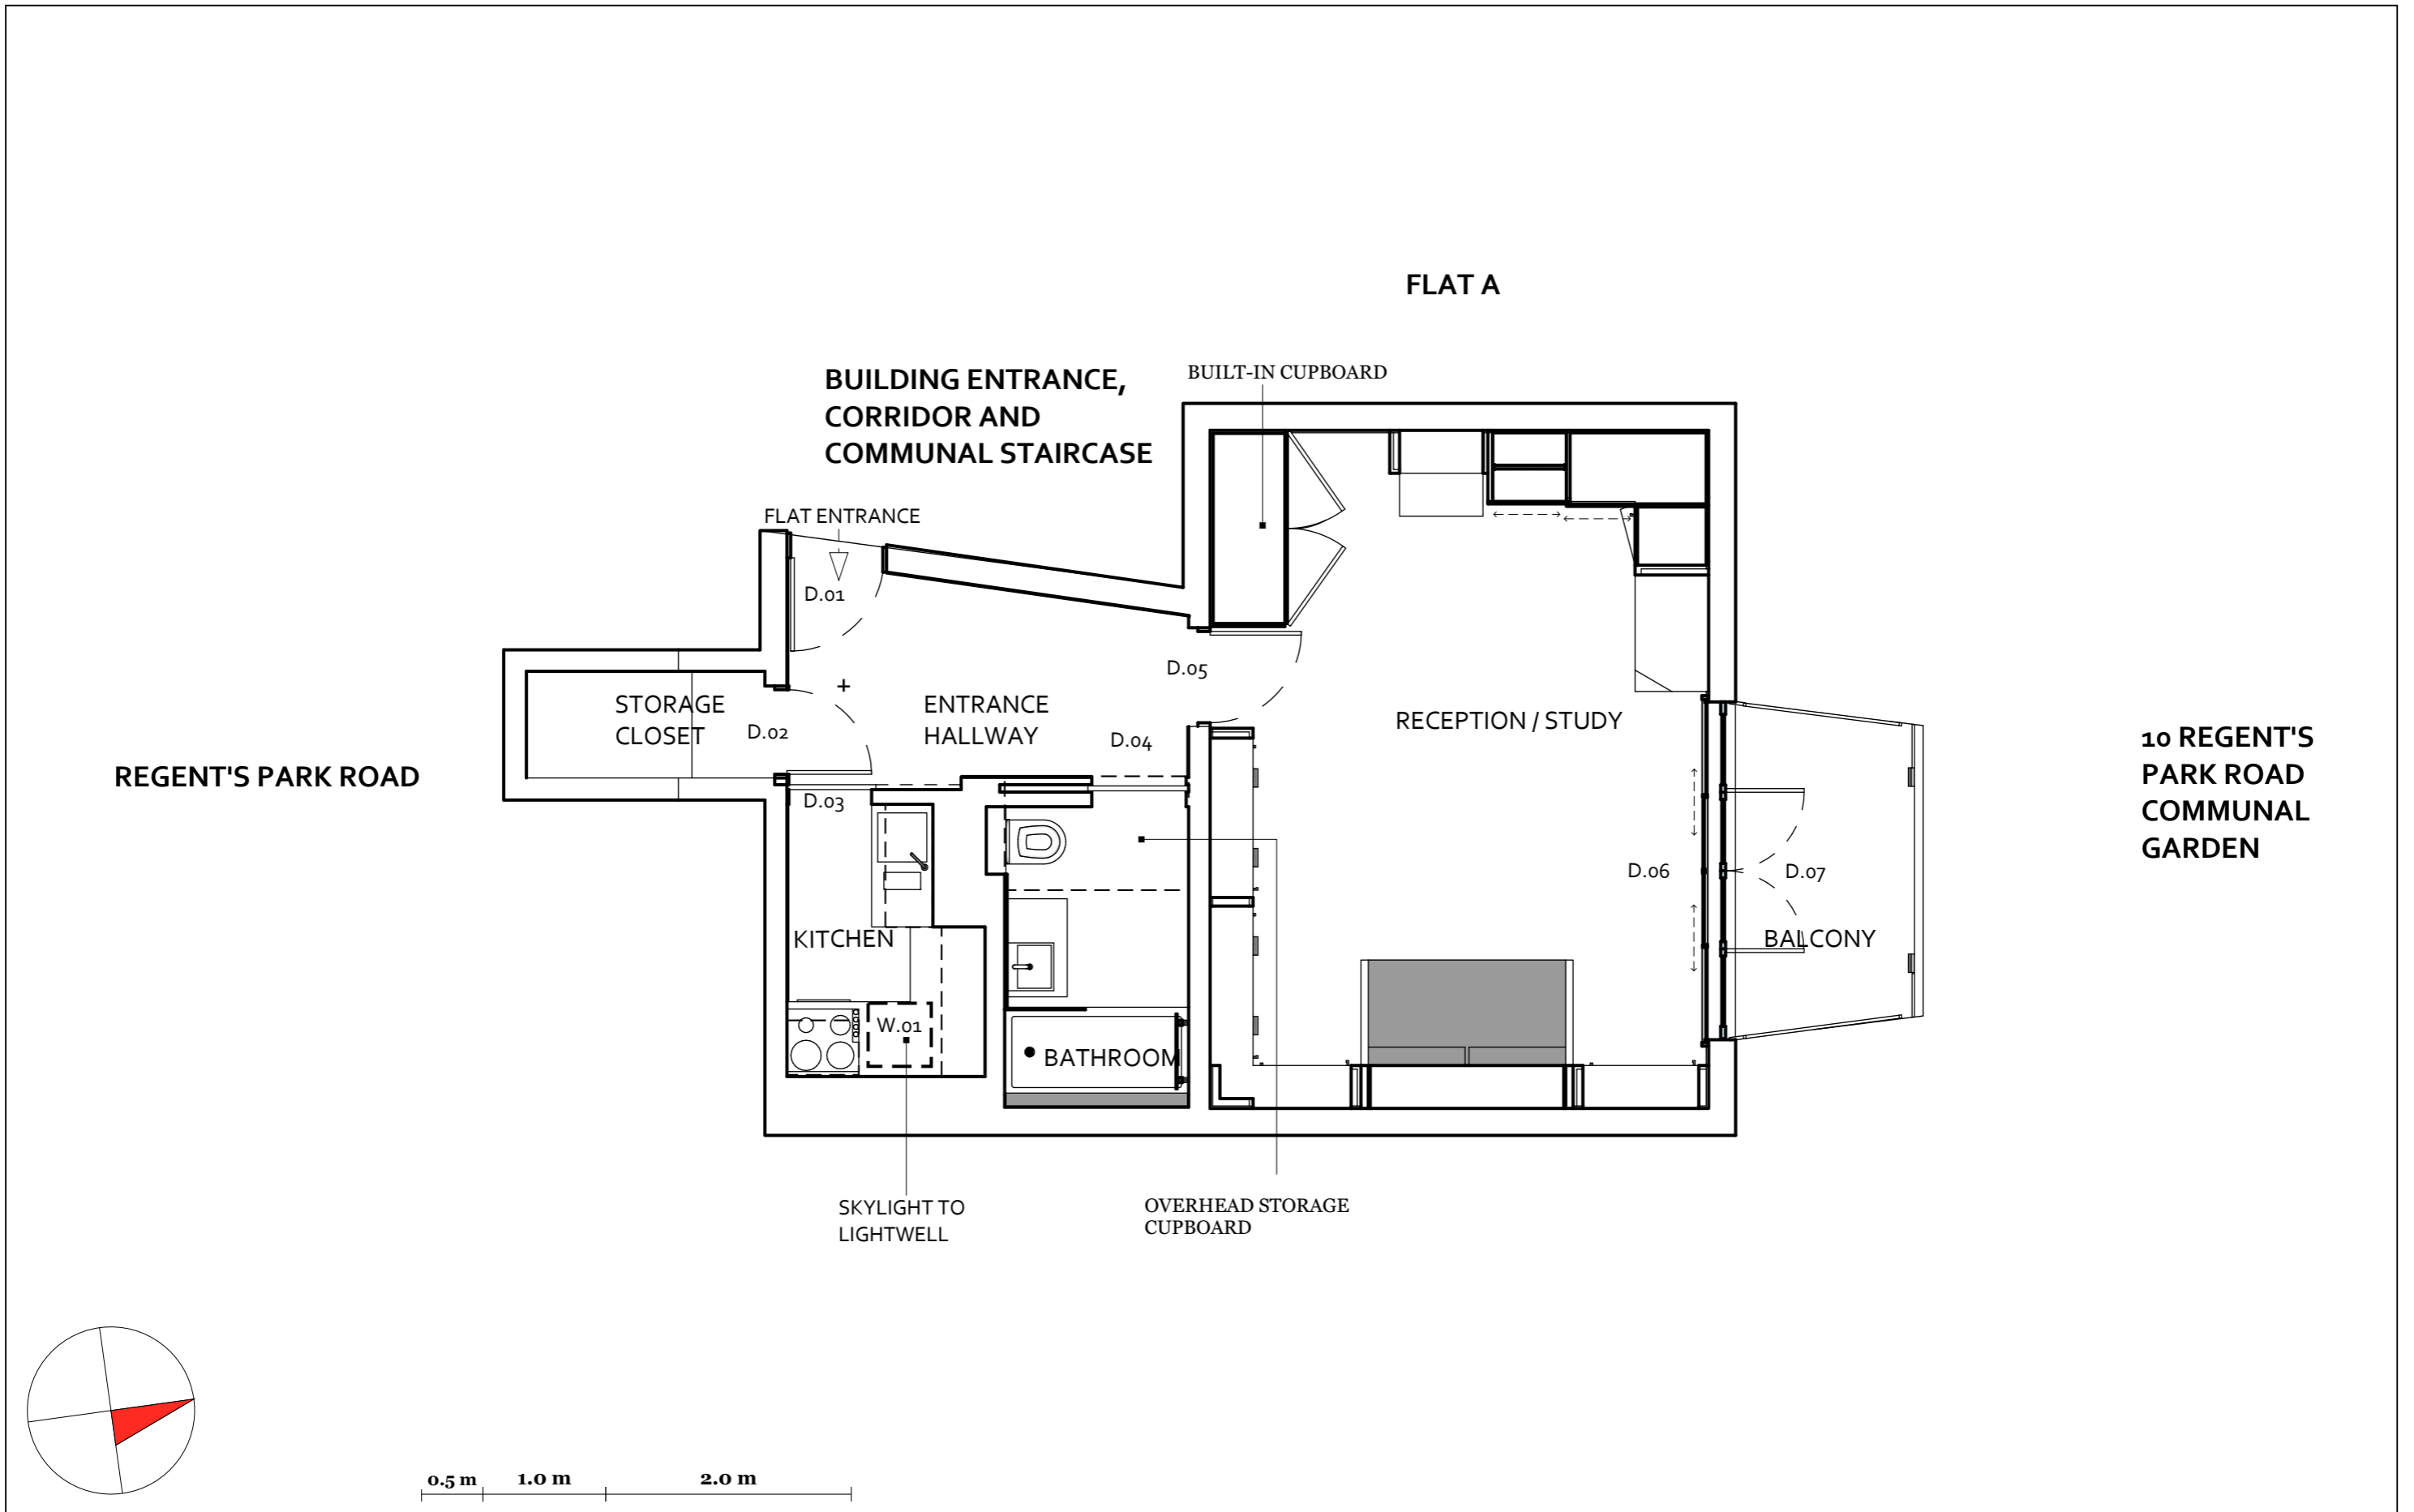 FLAT A
BUILDING ENTRANCE,
CORRIDOR AND
COMMUNAL STAIRCASE
BUILT-IN CUPBOARD
FLAT ENTRANCE
D.01
D.05
STORAGE
CLOSET
D.02
ENTRANCE
HALLWAY
D.04
RECEPTION / STUDY
REGENT'S PARK ROAD
10 REGENT'S
PARK ROAD
COMMUNAL
GARDEN
D.03
D.06
D.07
KITCHEN
BALCONY
W.01
BATHROOM
SKYLIGHT TO
LIGHTWELL
OVERHEAD STORAGE
CUPBOARD
0.5 m
1.0 m
2.0 m